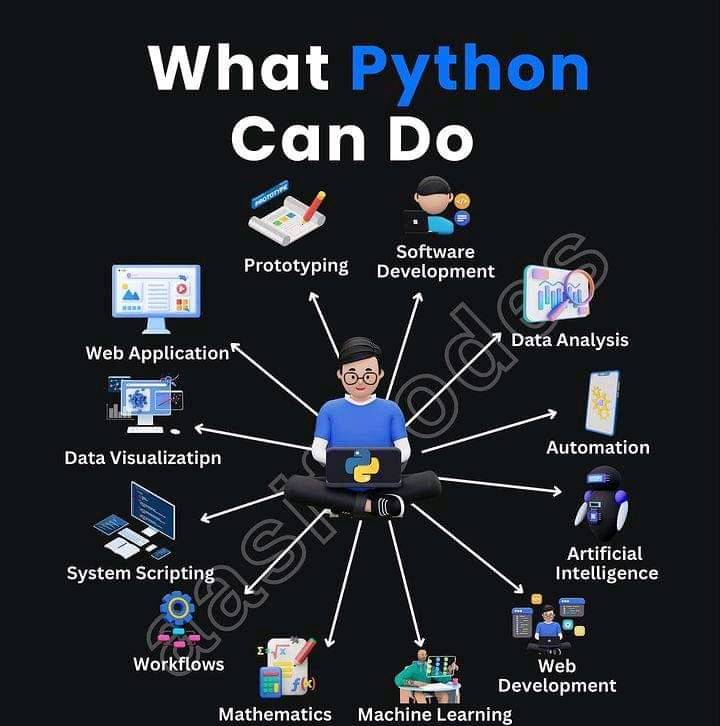 What Python
Can Do
PROTOTYPE
Prototyping
Software
Development
Web Application
Data Analysis
Data Visualizatipn
Automation
System Scripting
Artificial
Intelligence
Workflows
Web
Development
Σ √x
f(x)
Mathematics
Machine Learning